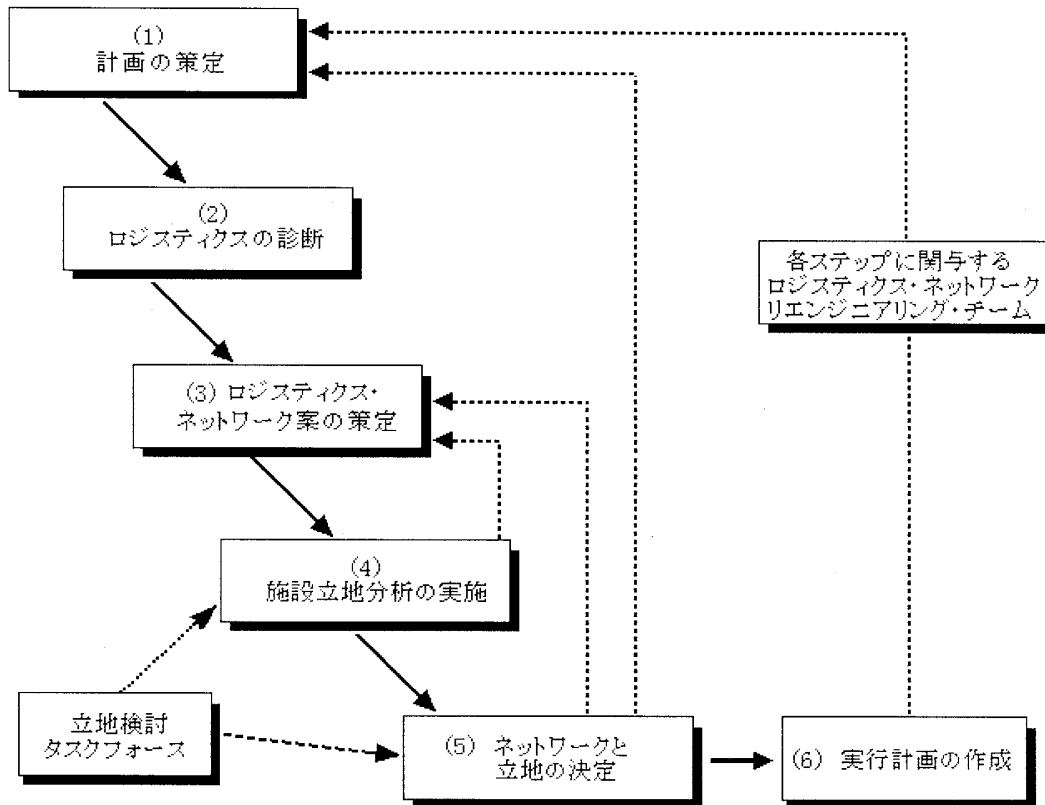 (1)
計画の策定
(2)
ロジスティクスの診断
各ステップに関与する
ロジスティクス・ネットワーク
リエンジニアリング・チーム
(3) ロジスティクス・
ネットワーク案の策定
(4)
施設立地分析の実施
立地検討
タスクフォース
(5) ネットワークと
立地の決定
(6) 実行計画の作成